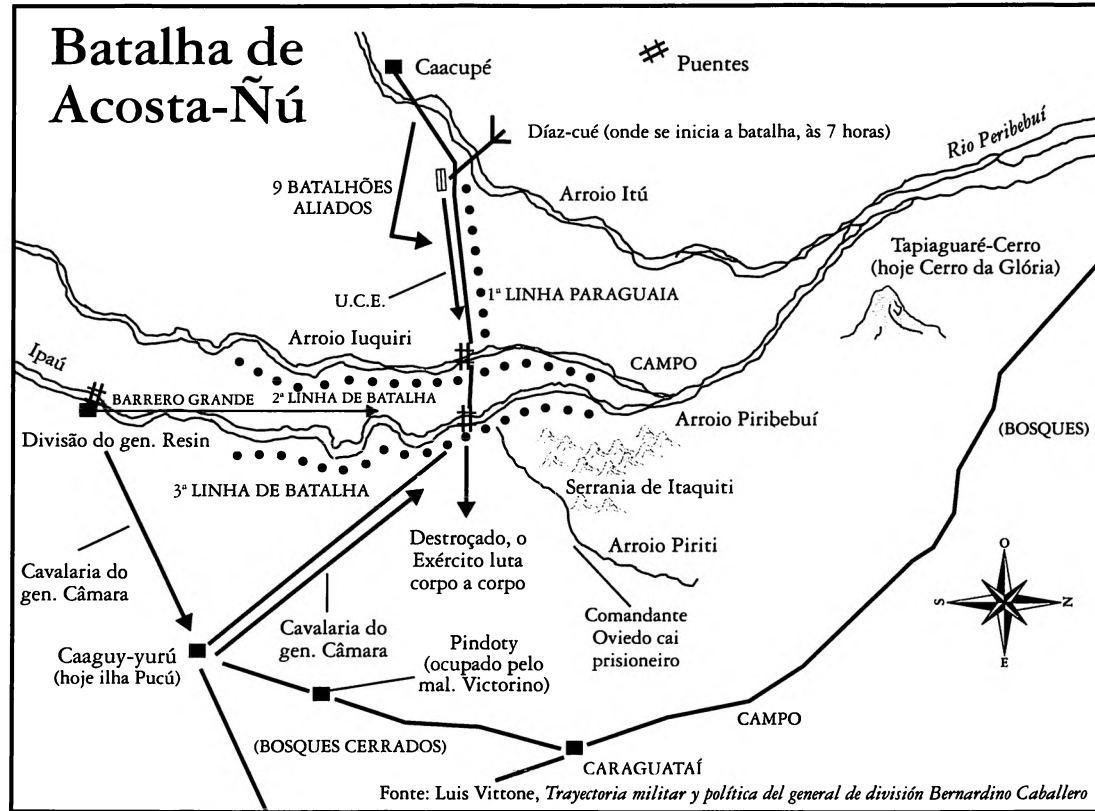 Batalha de
Acosta-Ñú
Caacupé
Puentes
Díaz-cué (onde se inicia a batalha, às 7 horas)
Rio Peribebuí
9 BATALHÕES
ALIADOS
Arroio Itú
Tapiaguaré-Cerro
(hoje Cerro da Glória)
U.C.E.
1ª LINHA PARAGUAIA
Arroio Iuquiri
CAMPO
Ipaú
BARRERO GRANDE
2ª LINHA DE BATALHA
Arroio Piribebuí
Divisão do gen. Resin
(BOSQUES)
3ª LINHA DE BATALHA
Serrania de Itaquiti
Destroçado, o
Exército luta
corpo a corpo
Arroio Piriti
Cavalaria do
gen. Câmara
Cavalaria do
gen. Câmara
Comandante
Oviedo cai
prisioneiro
O
S
N
E
Caaguy-yurú
(hoje ilha Pucú)
Pindoty
(ocupado pelo
mal. Victorino)
CAMPO
(BOSQUES CERRADOS)
CARAGUATAÍ
Fonte: Luis Vittone, Trayectoria militar y política del general de división Bernardino Caballero